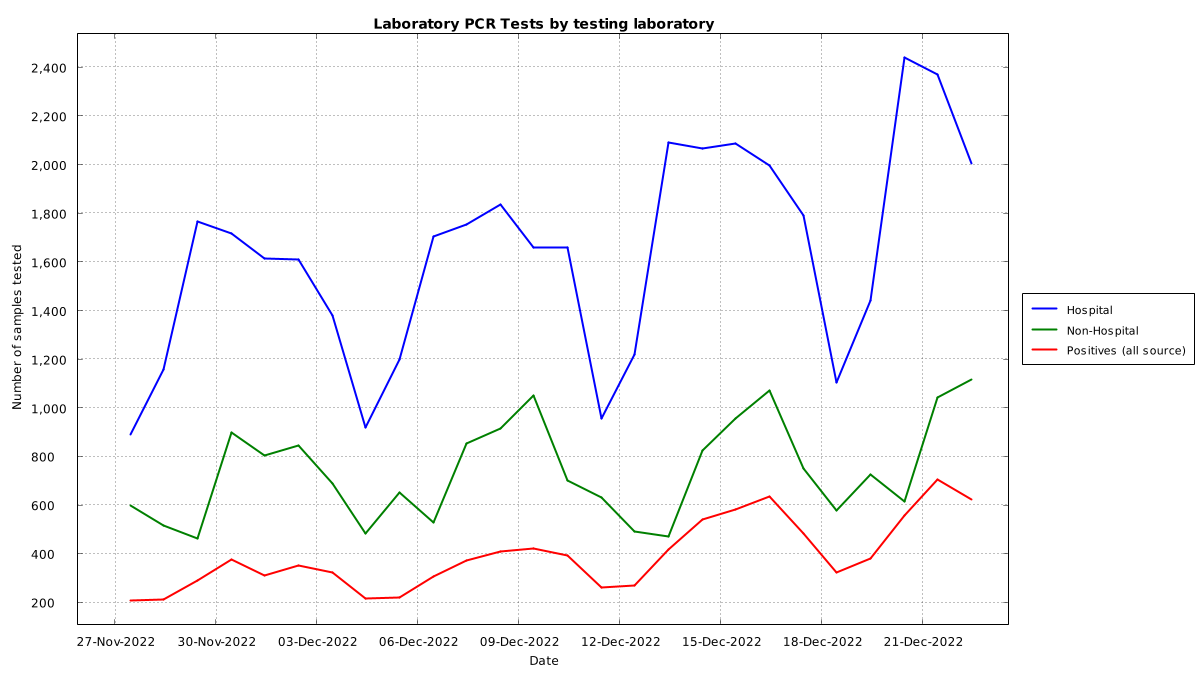 Laboratory PCR Tests by testing laboratory
2,400
2,200
2,000
1,800
1,600
1,400
1,200
1,000
800
600
400
200
Number of samples tested
27-Nov-2022 30-Nov-2022 03-Dec-2022 06-Dec-2022 09-Dec-2022 12-Dec-2022 15-Dec-2022 18-Dec-2022 21-Dec-2022
Date
Hospital
Non-Hospital
Positives (all source)